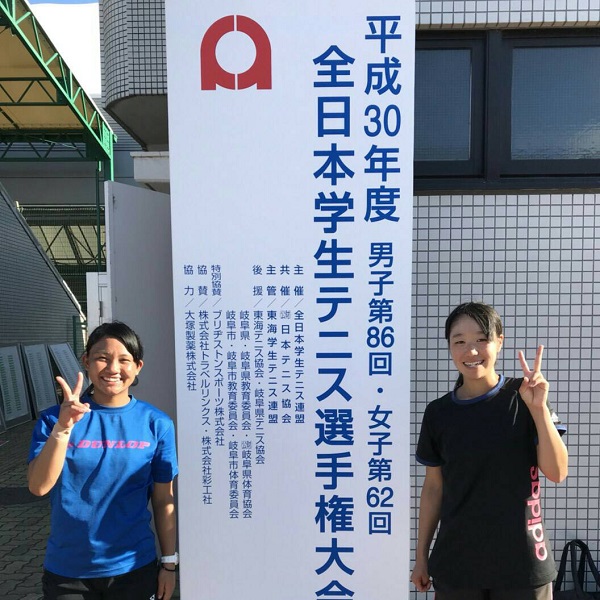 平成30年度 男子第86回・女子第62回
全日本学生テニス選手権大会
主催/全日本学生テニス連盟
共催/㈶日本テニス協会
主管/東海学生テニス連盟
後援/東海テニス協会・岐阜県テニス協会
岐阜県・岐阜県教育委員会・㈶岐阜県体育協会
岐阜市・岐阜市教育委員会・岐阜市体育委員会
特別協賛/ブリヂストンスポーツ株式会社
協賛/株式会社トラベルリンクス・株式会社彩工社
協力/大塚製薬株式会社
DUNLOP
adidas